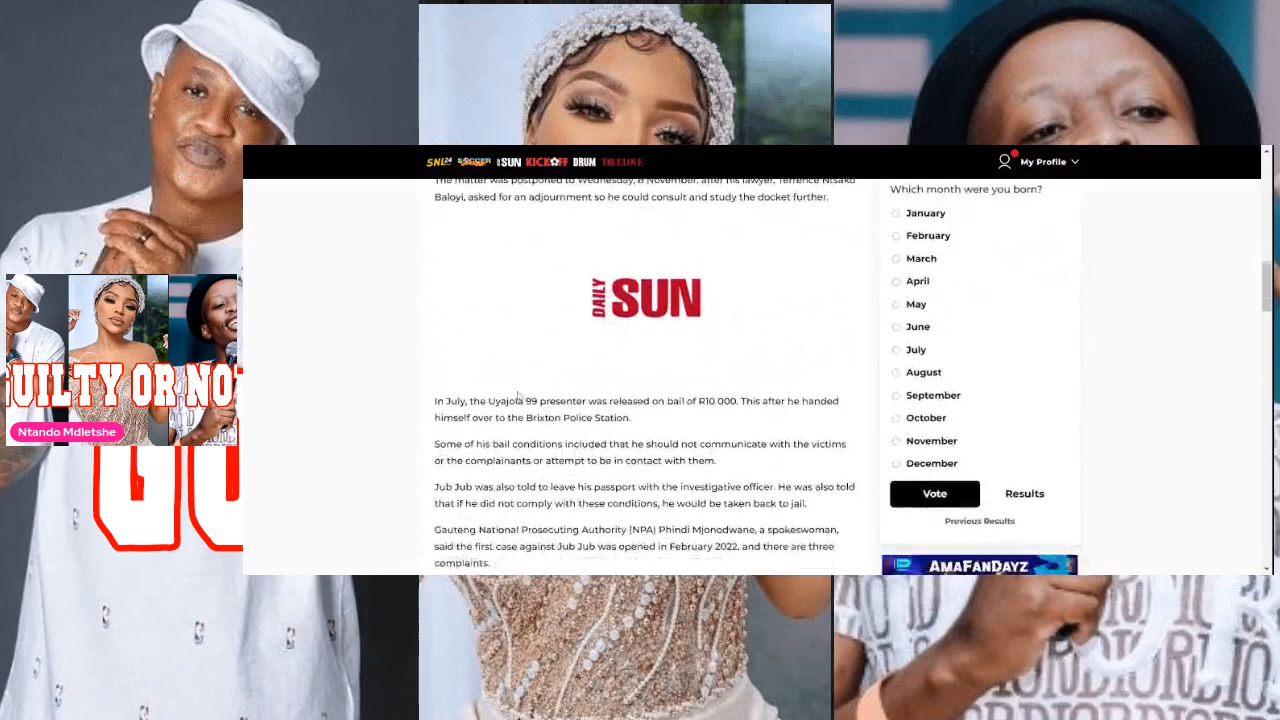 SNL24 SOCCER LADUMA SUN KICKOFF DRUM TRUELOVE
My Profile
The matter was postponed to Wednesday, 8 November, after his lawyer, Terrence Ntsako
Baloyi, asked for an adjournment so he could consult and study the docket further.
DAILY SUN
In July, the Uyajola 99 presenter was released on bail of R10 000. This after he handed
himself over to the Brixton Police Station.
Some of his bail conditions included that he should not communicate with the victims
or the complainants or attempt to be in contact with them.
Jub Jub was also told to leave his passport with the investigative officer. He was also told
that if he did not comply with these conditions, he would be taken back to jail.
Gauteng National Prosecuting Authority (NPA) Phindi Mjonodwane, a spokeswoman,
said the first case against Jub Jub was opened in February 2022, and there are three
complaints.
Which month were you born?
January
February
March
April
May
June
July
August
September
October
November
December
Vote
Results
Previous Results
AMAFANDAYZ
GUILTY OR NOT
Ntando Mdletshe